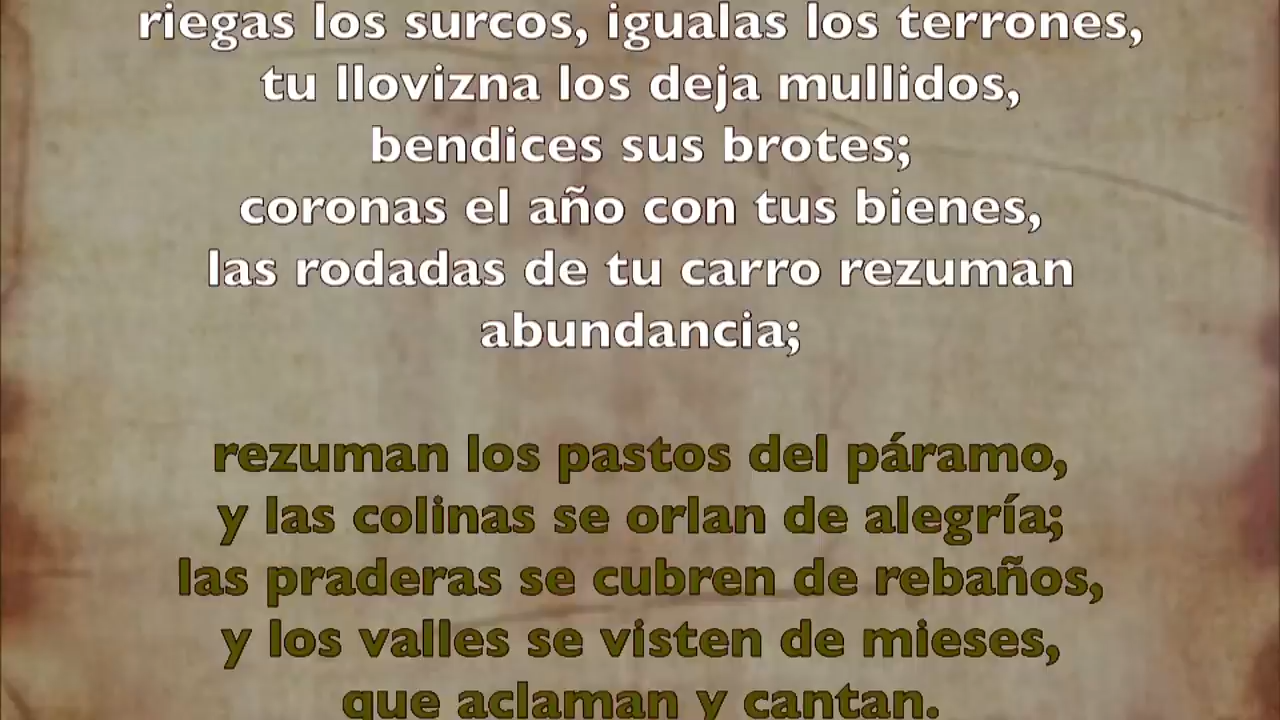 riegas los surcos, igualas los terrones,
tu llovizna los deja mullidos,
bendices sus brotes;
coronas el año con tus bienes,
las rodadas de tu carro rezuman
abundancia;
rezuman los pastos del páramo,
y las colinas se orlan de alegría;
las praderas se cubren de rebaños,
y los valles se visten de mieses,
que aclaman y cantan.